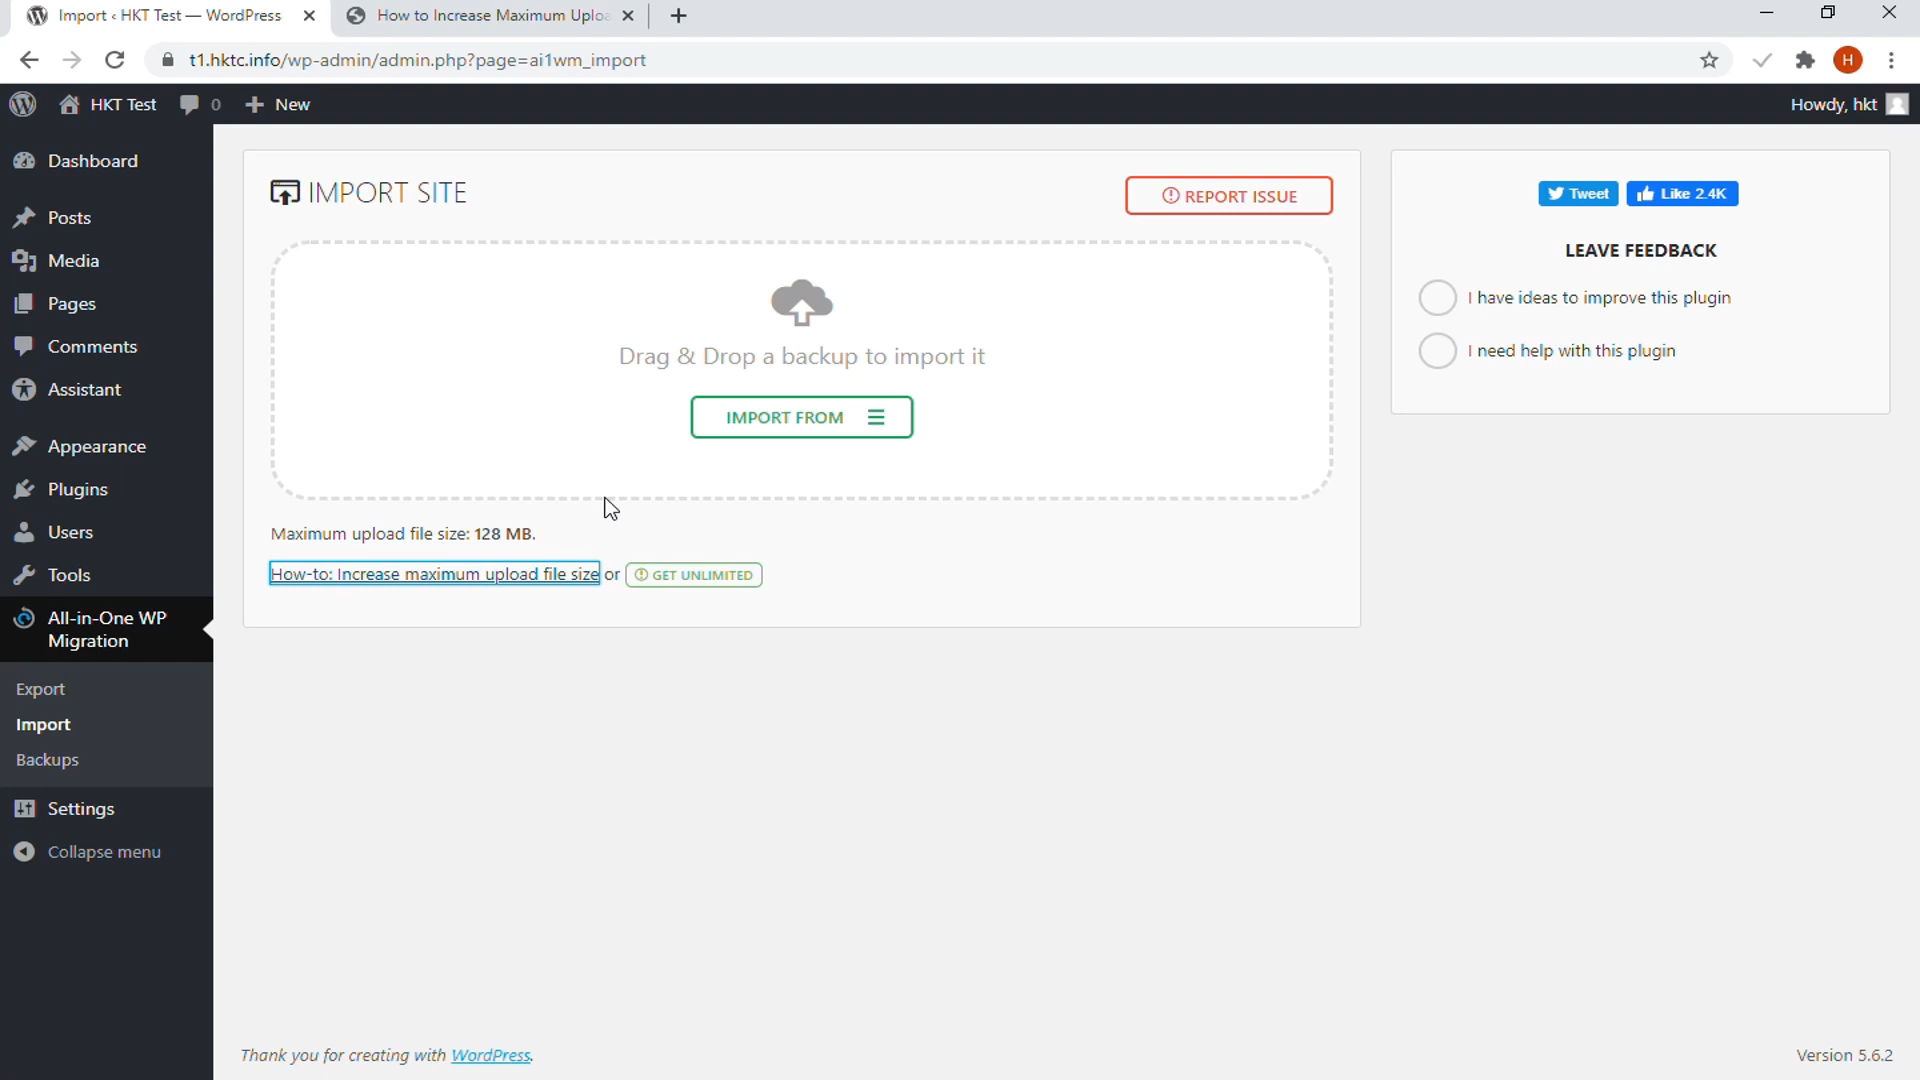 Import ‹ HKT Test — WordPress
How to Increase Maximum Uplo
t1.hktc.info/wp-admin/admin.php?page=ai1wm_import
H
HKT Test
0
New
Howdy, hkt
Dashboard
Posts
Media
Pages
Comments
Assistant
Appearance
Plugins
Users
Tools
All-in-One WP
Migration
Export
Import
Backups
Settings
Collapse menu
IMPORT SITE
REPORT ISSUE
Drag & Drop a backup to import it
IMPORT FROM
Maximum upload file size: 128 MB.
How-to: Increase maximum upload file size or GET UNLIMITED
Tweet
Like 2.4K
LEAVE FEEDBACK
I have ideas to improve this plugin
I need help with this plugin
Thank you for creating with WordPress.
Version 5.6.2